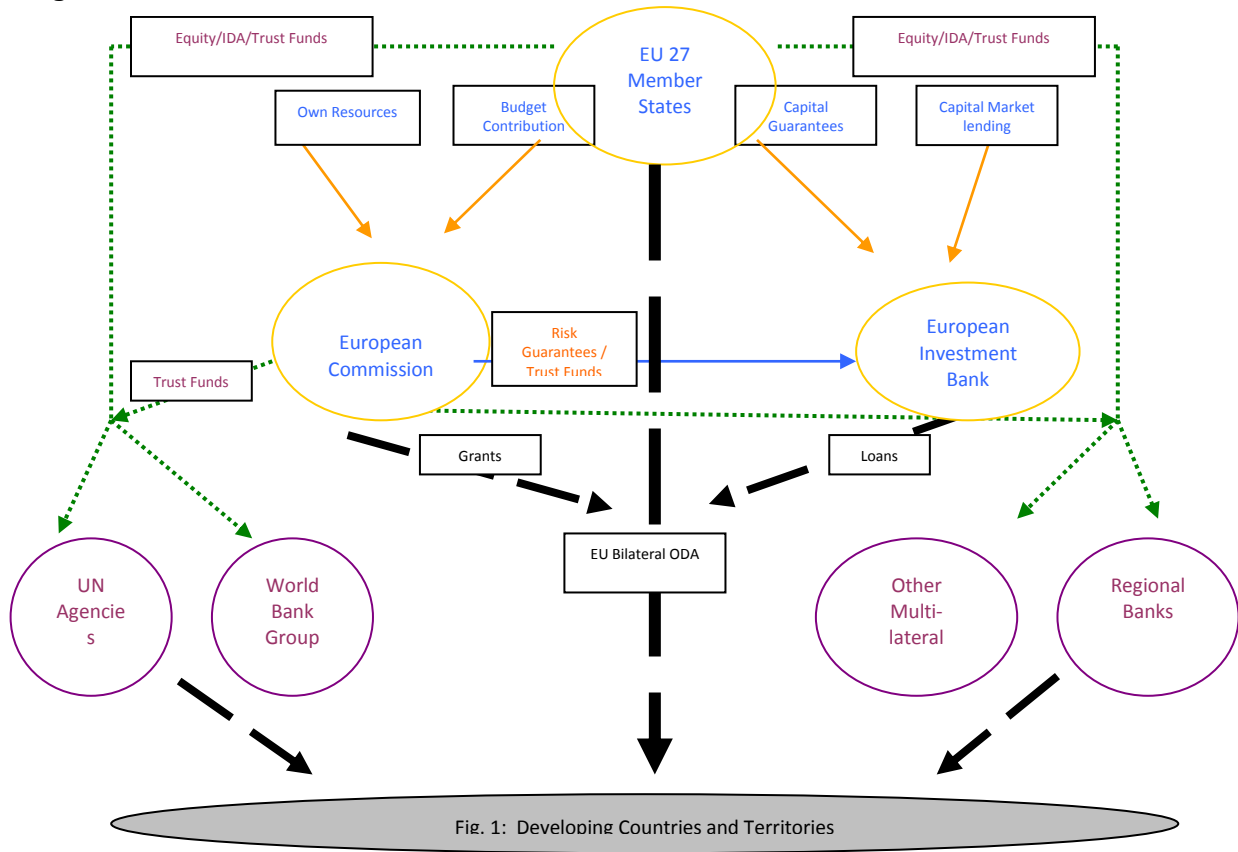 Equity/IDA/Trust Funds
EU 27
Member
States
Equity/IDA/Trust Funds
Own Resources
Budget
Contribution
Capital
Guarantees
Capital Market
lending
European
Commission
Risk
Guarantees /
Trust Funds
European
Investment
Bank
Trust Funds
Grants
Loans
EU Bilateral ODA
UN
Agencie
s
World
Bank
Group
Other
Multi-
lateral
Regional
Banks
Fig. 1: Developing Countries and Territories